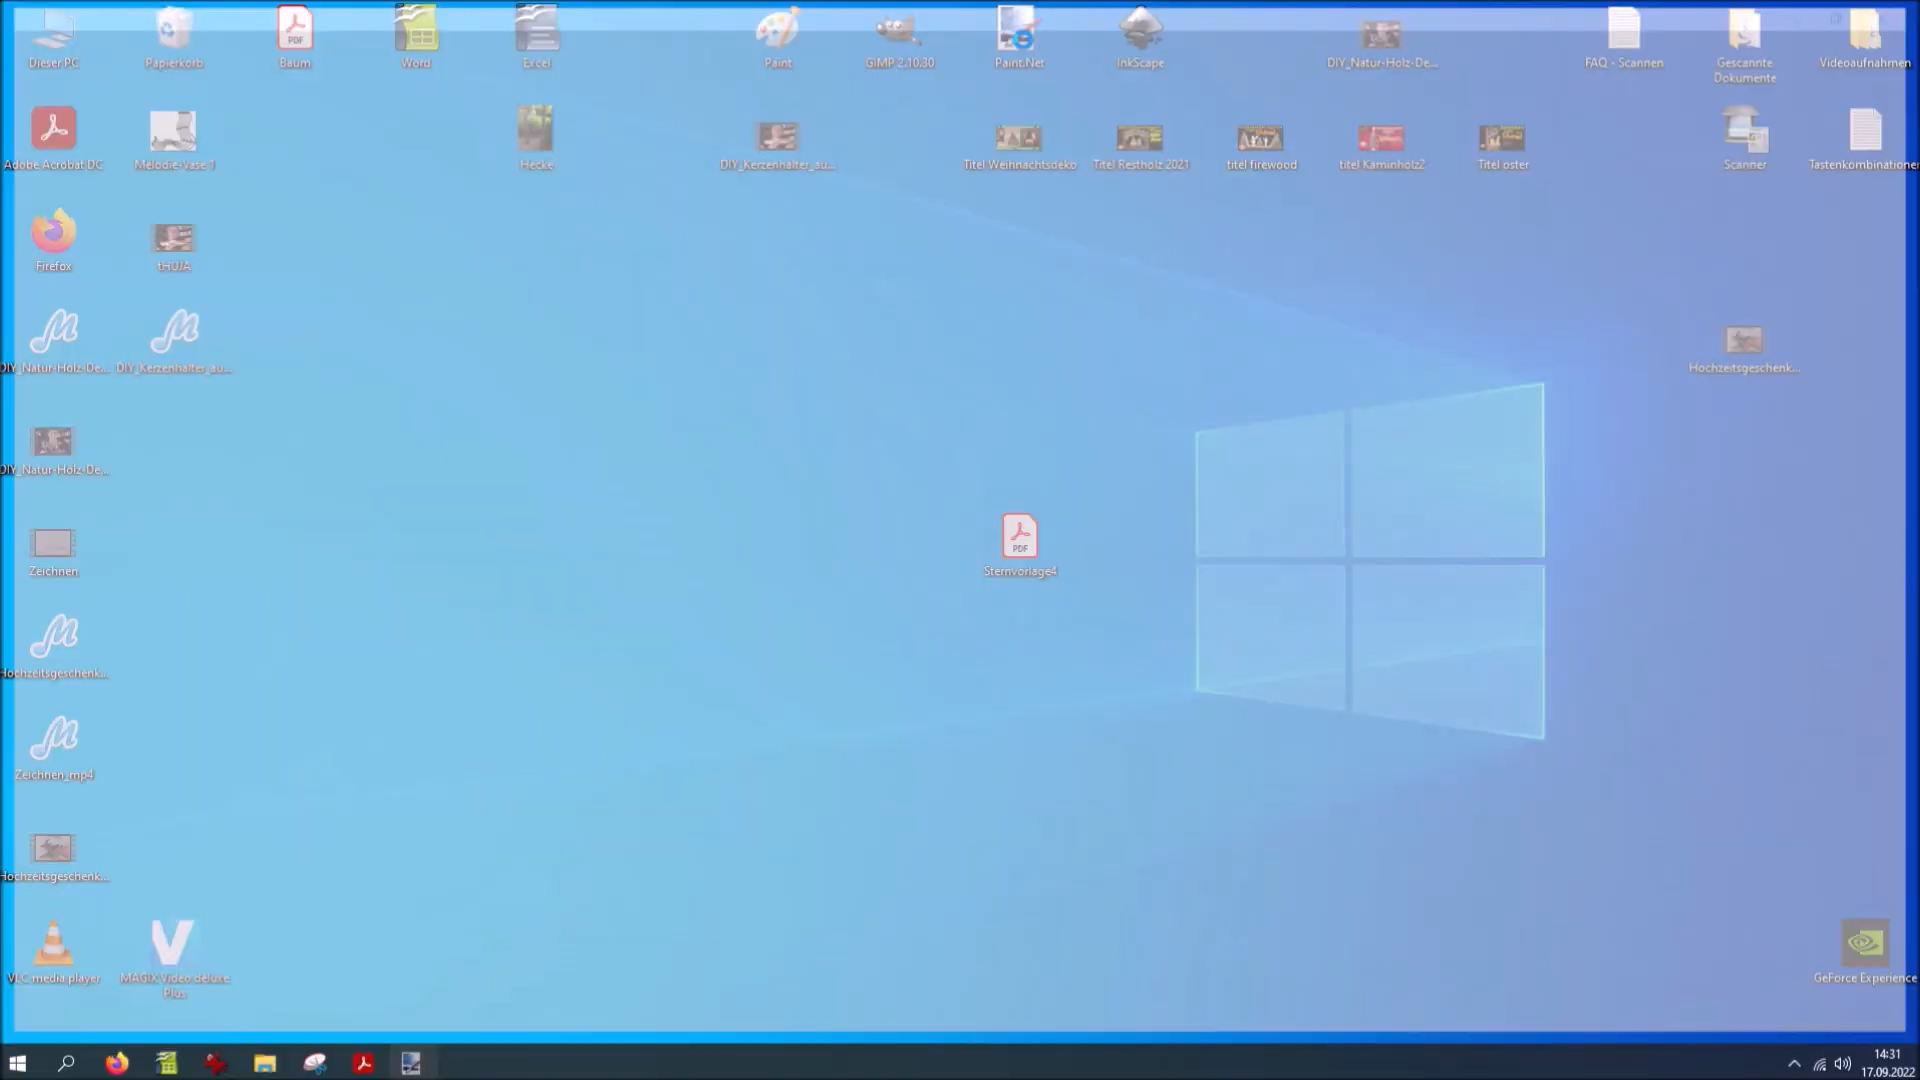 Dieser PC
Papierkorb
PDF
Baum
Word
Excel
Paint
GIMP 2.10.30
Paint.Net
InkScape
DIY_Natur-Holz-De...
FAQ - Scannen
Gescannte
Dokumente
Videoaufnahmen
Adobe Acrobat DC
Melodie-Vase 1
Hecke
DIY_Kerzenhalter_au...
Titel Weihnachtsdeko
Titel Restholz 2021
titel firewood
titel Kaminholz2
Titel oster
Scanner
Tastenkombinatione
Firefox
tHUJA
DIY_Natur-Holz-De...
DIY_Kerzenhalter_au...
Hochzeitsgeschenk...
DIY_Natur-Holz-De...
PDF
Sternvorlage4
Zeichnen
Hochzeitsgeschenk...
Zeichnen_mp4
Hochzeitsgeschenk...
VLC media player
MAGIX Video deluxe
Plus
GeForce Experience
14:31
17.09.2022